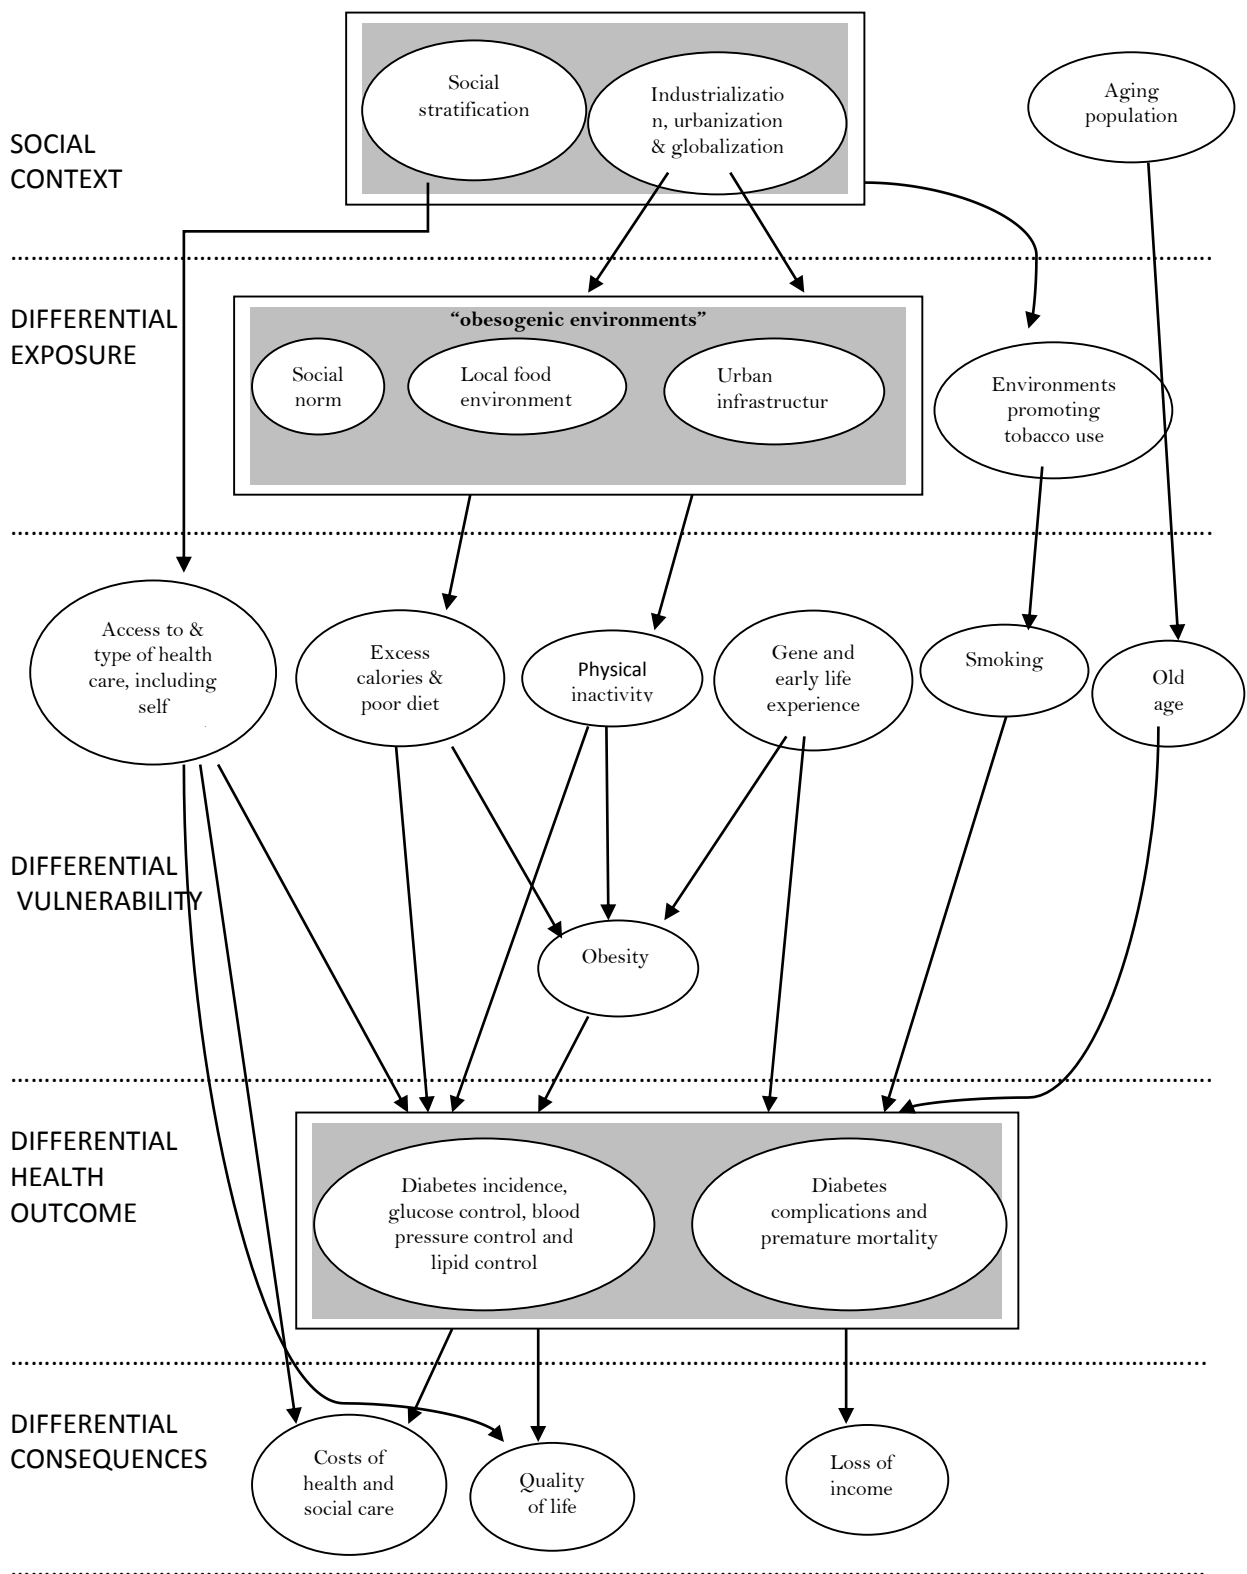 Social
stratification
Industrializatio
n, urbanization
& globalization
Aging
population
SOCIAL
CONTEXT
DIFFERENTIAL
EXPOSURE
“obesogenic environments”
Social
norm
Local food
environment
Urban
infrastructur
Environments
promoting
tobacco use
Access to &
type of health
care, including
self
Excess
calories &
poor diet
Physical
inactivity
Gene and
early life
experience
Smoking
Old
age
DIFFERENTIAL
VULNERABILITY
Obesity
DIFFERENTIAL
HEALTH
OUTCOME
Diabetes incidence,
glucose control, blood
pressure control and
lipid control
Diabetes
complications and
premature mortality
DIFFERENTIAL
CONSEQUENCES
Costs of
health and
social care
Quality
of life
Loss of
income